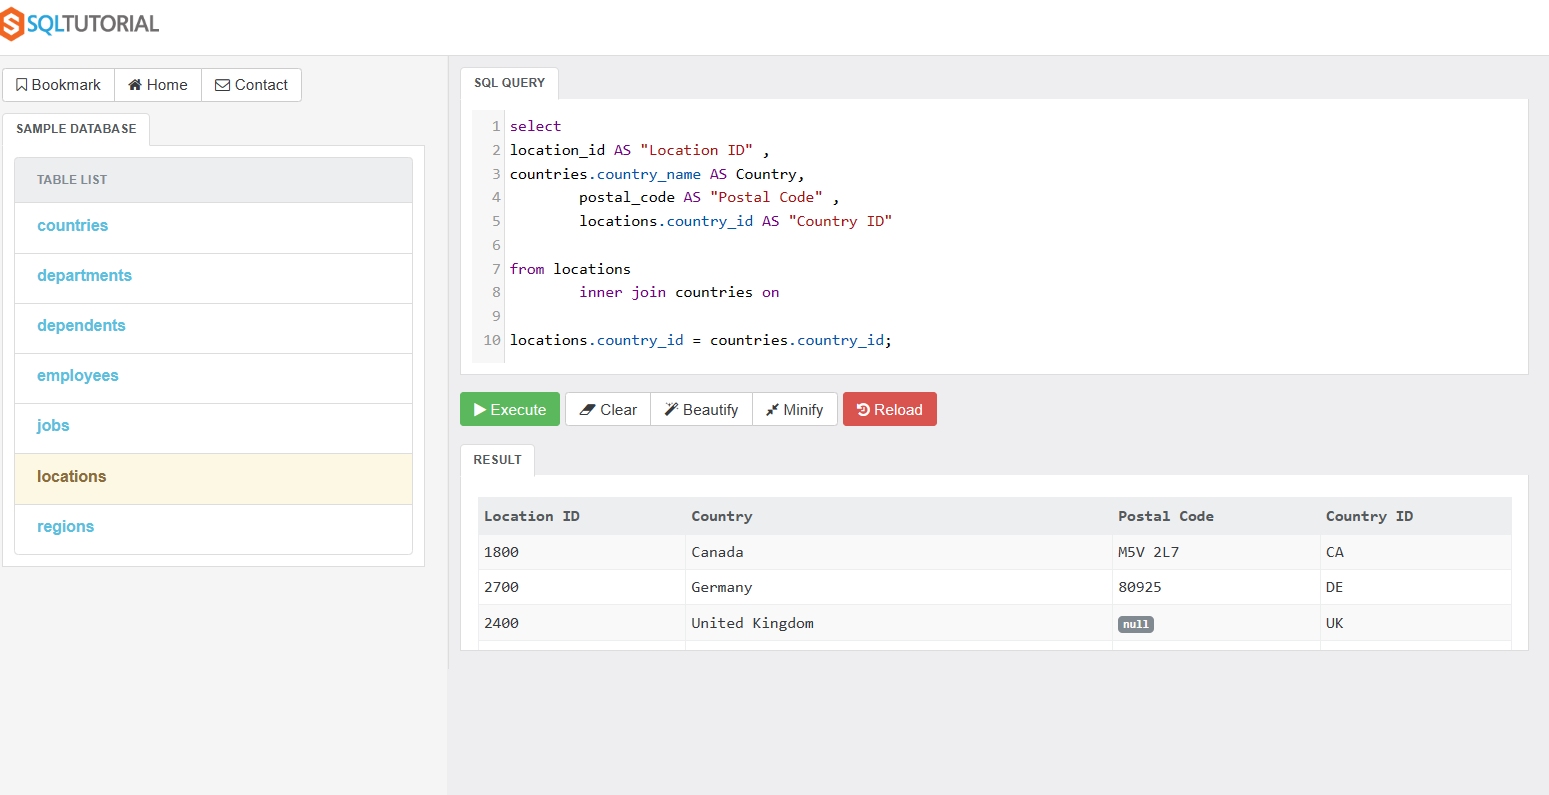 SQLTUTORIAL
Bookmark Home Contact
SAMPLE DATABASE
TABLE LIST
countries
departments
dependents
employees
jobs
locations
regions
SQL QUERY
1 select
2 location_id AS "Location ID" ,
3 countries.country_name AS Country,
4 postal_code AS "Postal Code" ,
5 locations.country_id AS "Country ID"
6
7 from locations
8 inner join countries on
9
10 locations.country_id = countries.country_id;
Execute Clear Beautify Minify Reload
RESULT
Location ID Country Postal Code Country ID
1800 Canada M5V 2L7 CA
2700 Germany 80925 DE
2400 United Kingdom null UK